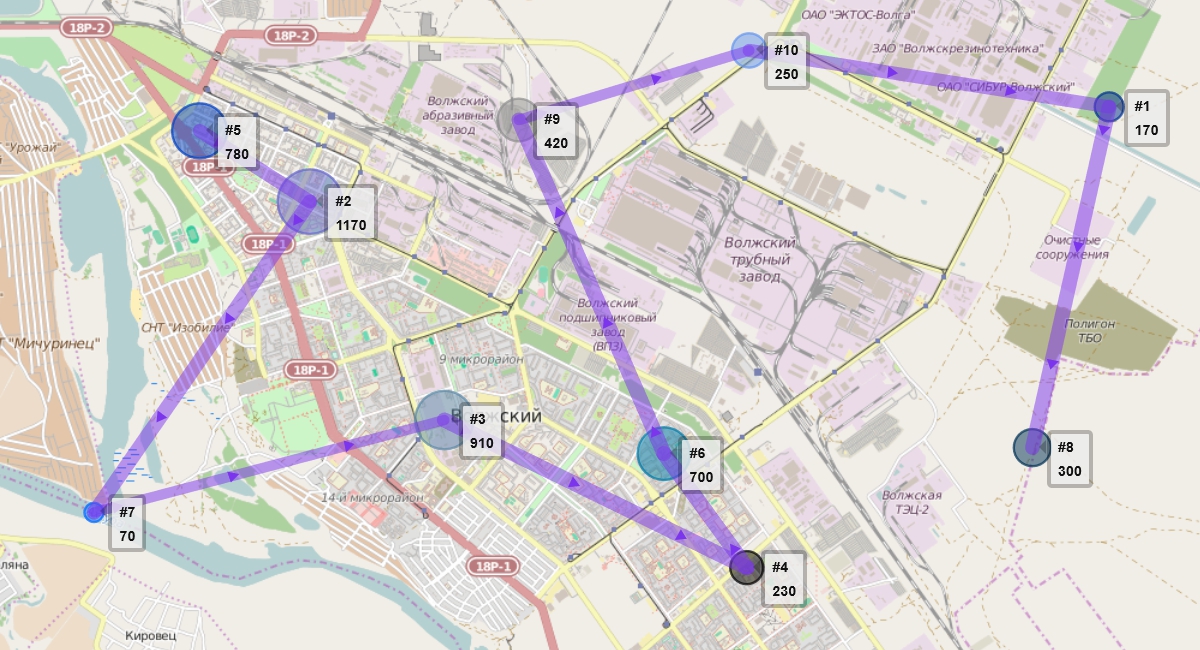 18Р-2
18Р-2
ОАО "ЭКТОС-Волга"
ЗАО "Волжскрезинотехника"
ОАО "СИБУР-Волжский"
#10
250
#1
170
Волжский
абразивный
завод
#9
420
#5
780
"Урожай"
#2
1170
18Р-1
Волжский
трубный
завод
Очистные
сооружения
Волжский
подшипниковый
завод
(ВПЗ)
СНТ "Изобилие"
"Мичуринец"
Полигон
ТБО
9 микрорайон
18Р-1
#3
910
ский
#6
700
#8
300
14-й микрорайон
Волжская
ТЭЦ-2
#7
70
18Р-1
#4
230
ляна
Кировец